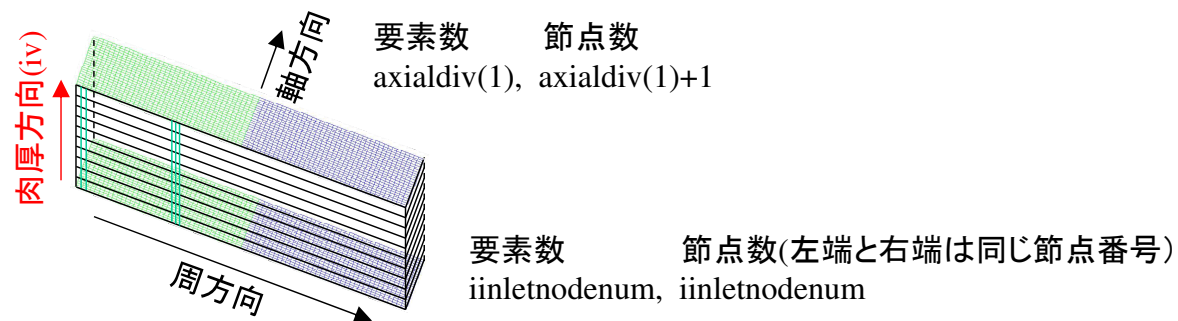 要素数 節点数
axialdiv(1), axialdiv(1)+1
軸方向
肉厚方向(iv)
周方向
要素数 節点数(左端と右端は同じ節点番号)
iinletnodenum, iinletnodenum